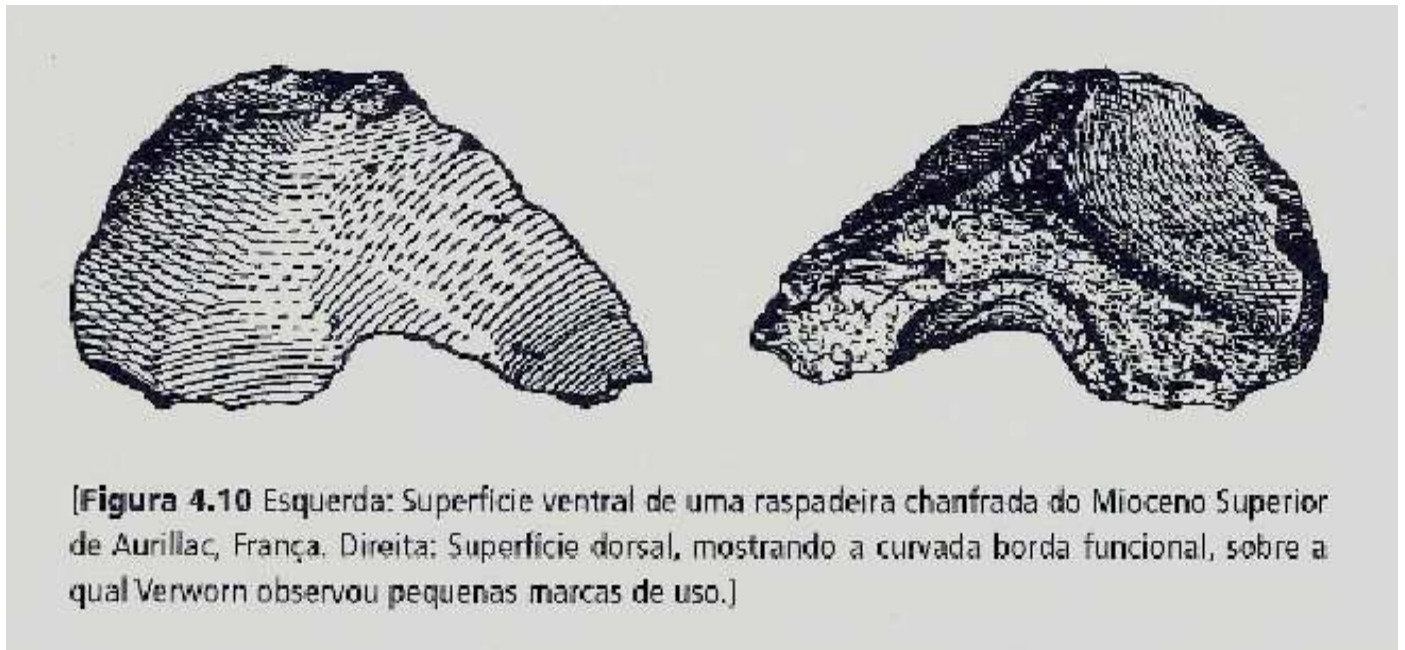 [Figura 4.10 Esquerda: Superfície ventral de uma raspadeira chanfrada do Mioceno Superior
de Aurillac, França. Direita: Superfície dorsal, mostrando a curvada borda funcional, sobre a
qual Verworn observou pequenas marcas de uso.]